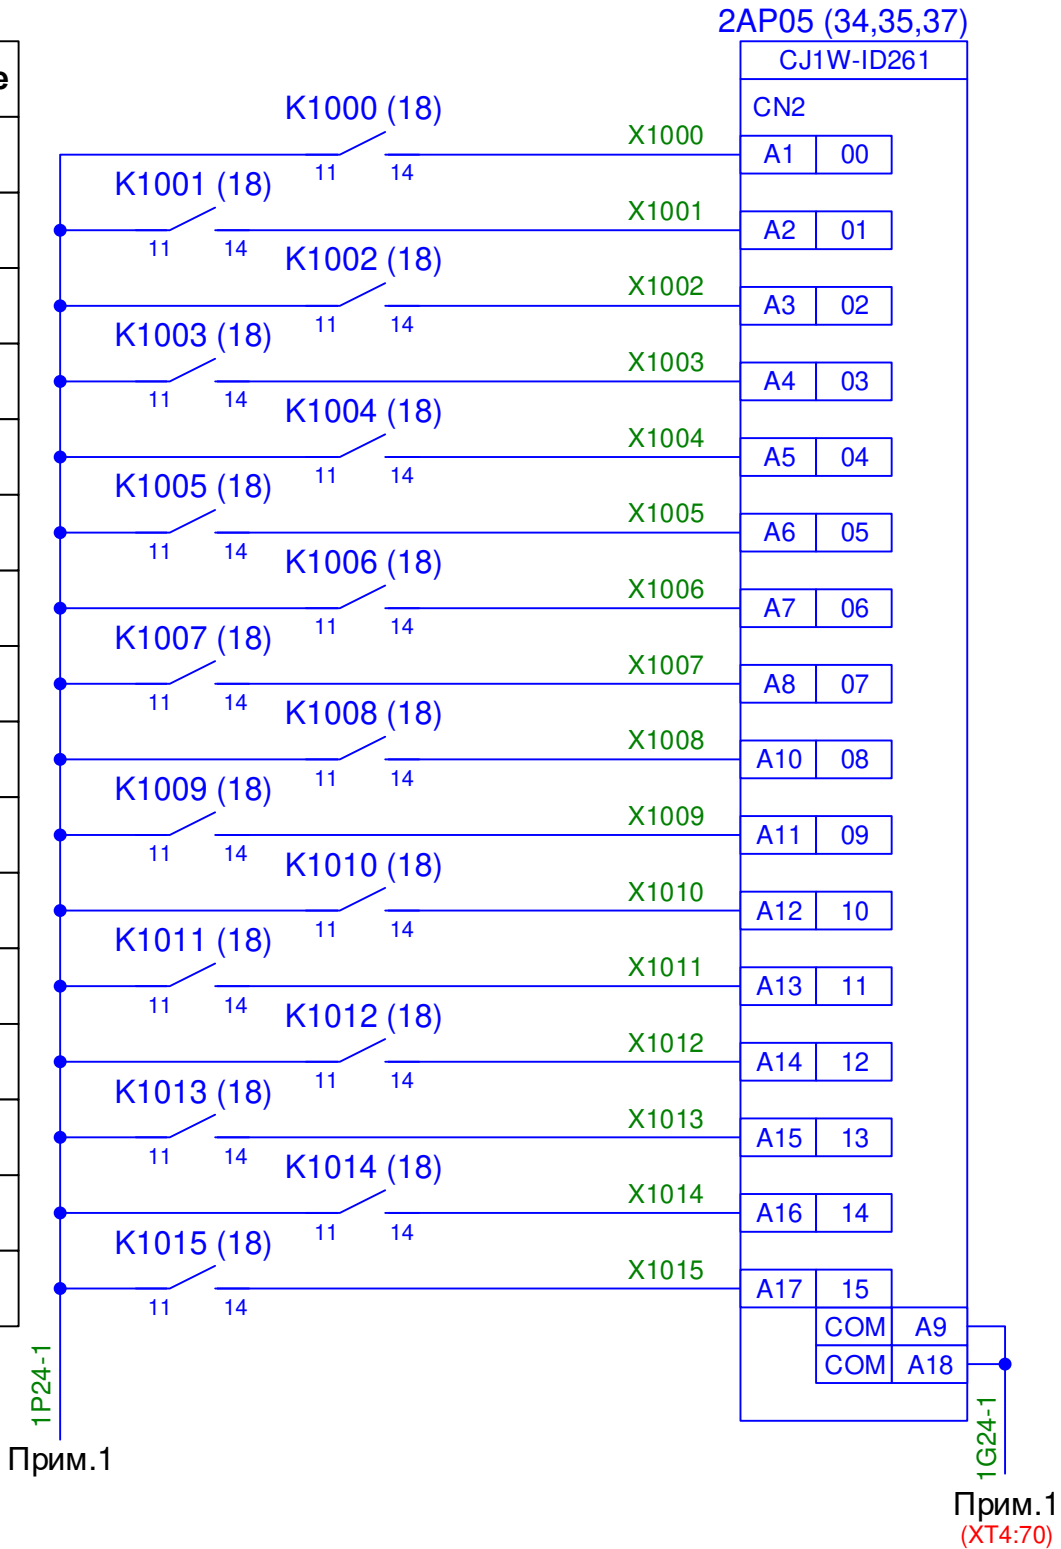 2AP05 (34,35,37)
CJ1W-ID261
e
CN2
K1000 (18)
X1000
A1 00
11 14
K1001 (18)
X1001
A2 01
11 14
K1002 (18)
X1002
A3 02
11 14
K1003 (18)
X1003
A4 03
11 14
K1004 (18)
X1004
A5 04
11 14
K1005 (18)
X1005
A6 05
11 14
K1006 (18)
X1006
A7 06
11 14
K1007 (18)
X1007
A8 07
11 14
K1008 (18)
X1008
A10 08
11 14
K1009 (18)
X1009
A11 09
11 14
K1010 (18)
X1010
A12 10
11 14
K1011 (18)
X1011
A13 11
11 14
K1012 (18)
X1012
A14 12
11 14
K1013 (18)
X1013
A15 13
11 14
K1014 (18)
X1014
A16 14
11 14
K1015 (18)
X1015
A17 15
11 14
COM A9
COM A18
1P24-1
1G24-1
Прим.1
Прим.1
(XT4:70)